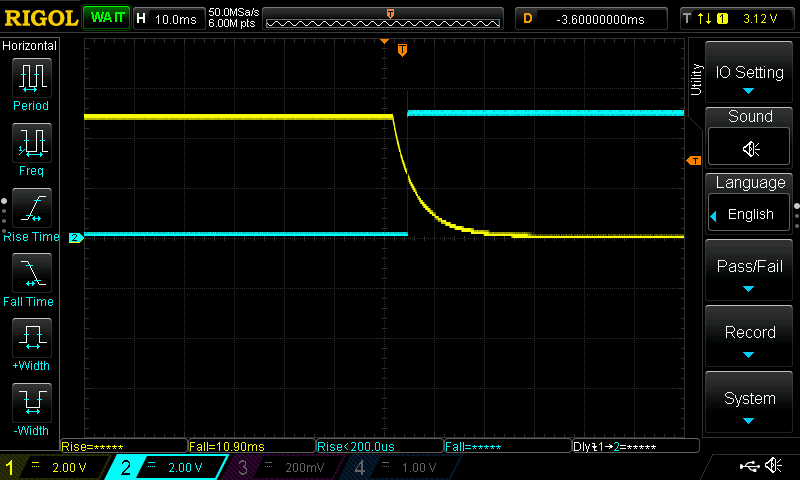 RIGOL WAIT H 10.0ms 50.0MSa/s D -3.60000000ms T 1 3.12 V
6.00M pts
T
Horizontal
Period
Freq
Rise Time
Fall Time
+Width
-Width
T
2
Utility
IO Setting
Sound
Language
English
Pass/Fail
Record
System
Rise=***** Fall=10.90ms Rise<200.0us Fall=***** Dly1→2=*****
1 = 2.00 V 2 = 2.00 V 3 = 200mV 4 = 1.00 V